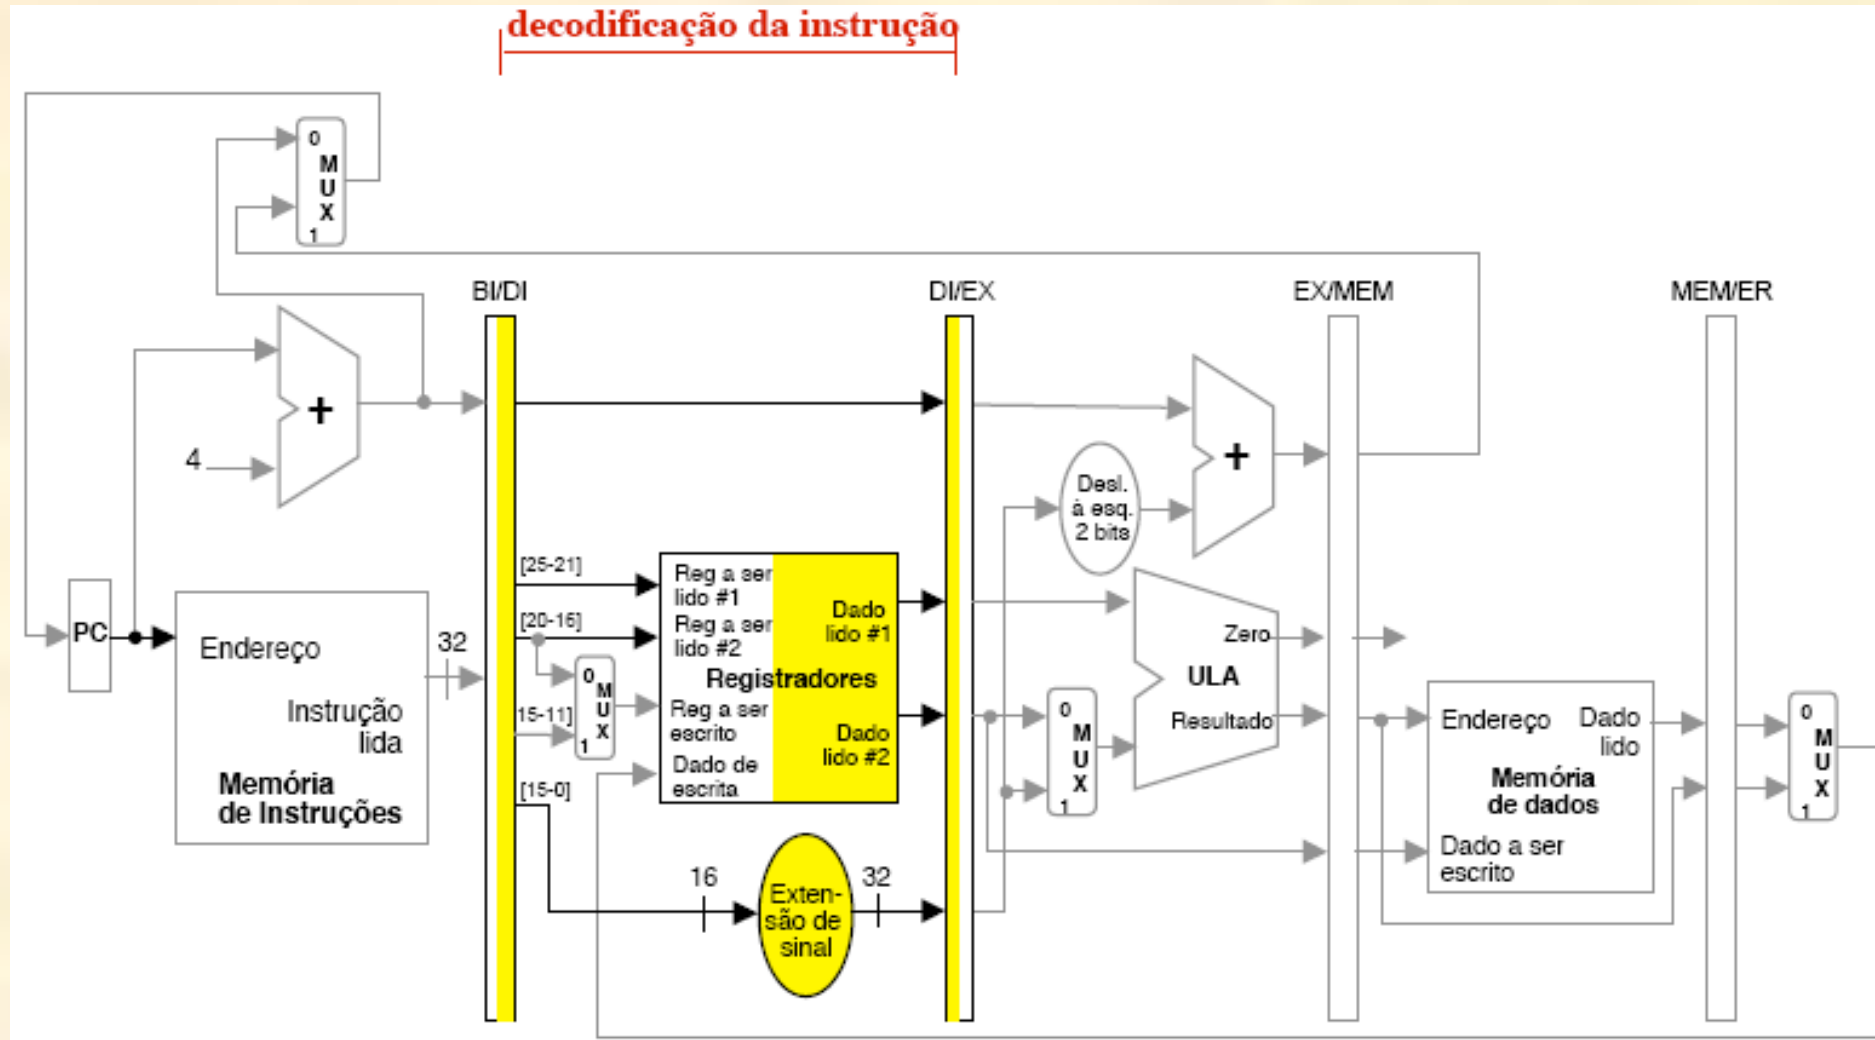 decodificação da instrução
0
M
U
X
1
BI/DI
DI/EX
EX/MEM
MEM/ER
+
4
+
Desl.
à esq.
2 bits
PC
Endereço
32
Instrução
lida
Memória
de Instruções
[25-21]
[20-16]
15-11]
[15-0]
0
M
U
X
1
Reg a ser
lido #1
Reg a ser
lido #2
Dado
lido #1
Registradores
Reg a ser
escrito
Dado
lido #2
Dado de
escrita
16
Exten-
são de
sinal
32
0
M
U
X
1
Zero
ULA
Resultado
Endereço
Dado
lido
Memória
de dados
Dado a ser
escrito
0
M
U
X
1